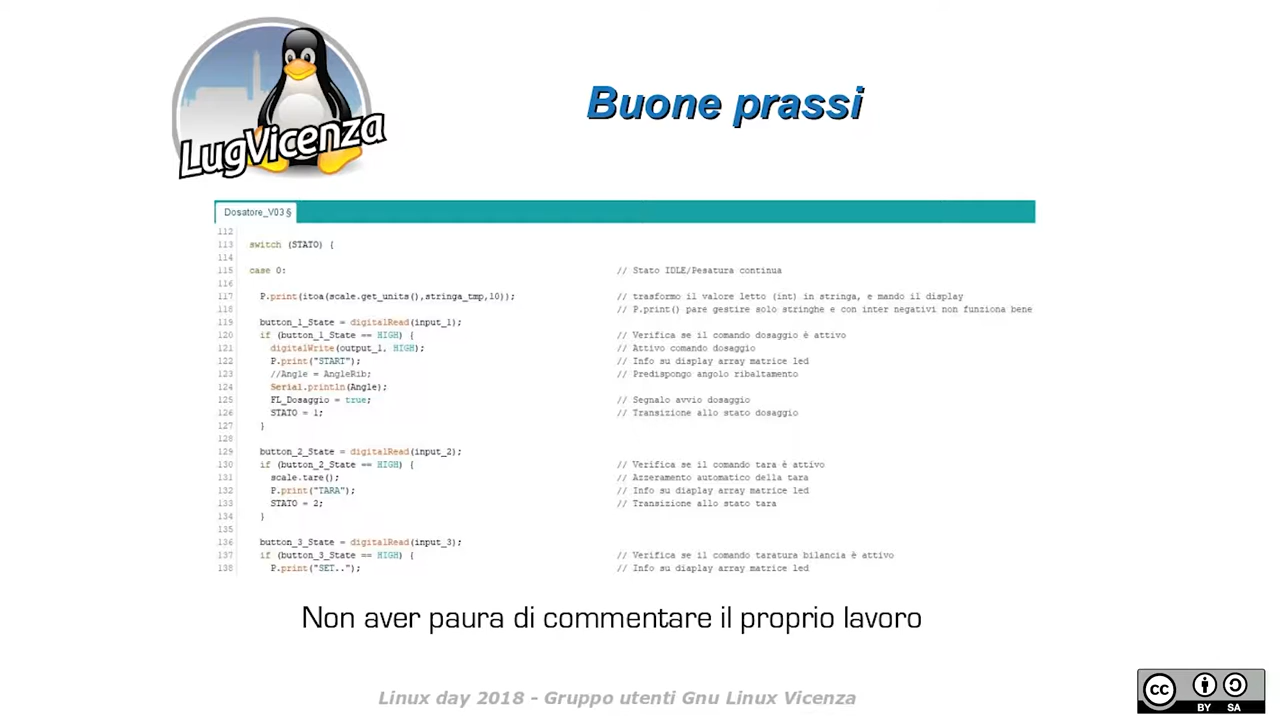 LugVicenza
Buone prassi
Dosatore_V03 §
112
113 switch (STATO) {
114
115 case 0: // Stato IDLE/Pesatura continua
116
117 P.print(itoa(scale.get_units(),stringa_tmp,10)); // trasformo il valore letto (int) in stringa, e mando il display
118 // P.print() pare gestire solo stringhe e con inter negativi non funziona bene
119 button_1_State = digitalRead(input_1);
120 if (button_1_State == HIGH) { // Verifica se il comando dosaggio è attivo
121 digitalWrite(output_1, HIGH); // Attivo comando dosaggio
122 P.print("START"); // Info su display array matrice led
123 //Angle = AngleRib; // Predispongo angolo ribaltamento
124 Serial.println(Angle);
125 FL_Dosaggio = true; // Segnalo avvio dosaggio
126 STATO = 1; // Transizione allo stato dosaggio
127 }
128
129 button_2_State = digitalRead(input_2);
130 if (button_2_State == HIGH) { // Verifica se il comando tara è attivo
131 scale.tare(); // Azzeramento automatico della tara
132 P.print("TARA"); // Info su display array matrice led
133 STATO = 2; // Transizione allo stato tara
134 }
135
136 button_3_State = digitalRead(input_3);
137 if (button_3_State == HIGH) { // Verifica se il comando taratura bilancia è attivo
138 P.print("SET.."); // Info su display array matrice led
Non aver paura di commentare il proprio lavoro
Linux day 2018 - Gruppo utenti Gnu Linux Vicenza
cc BY SA